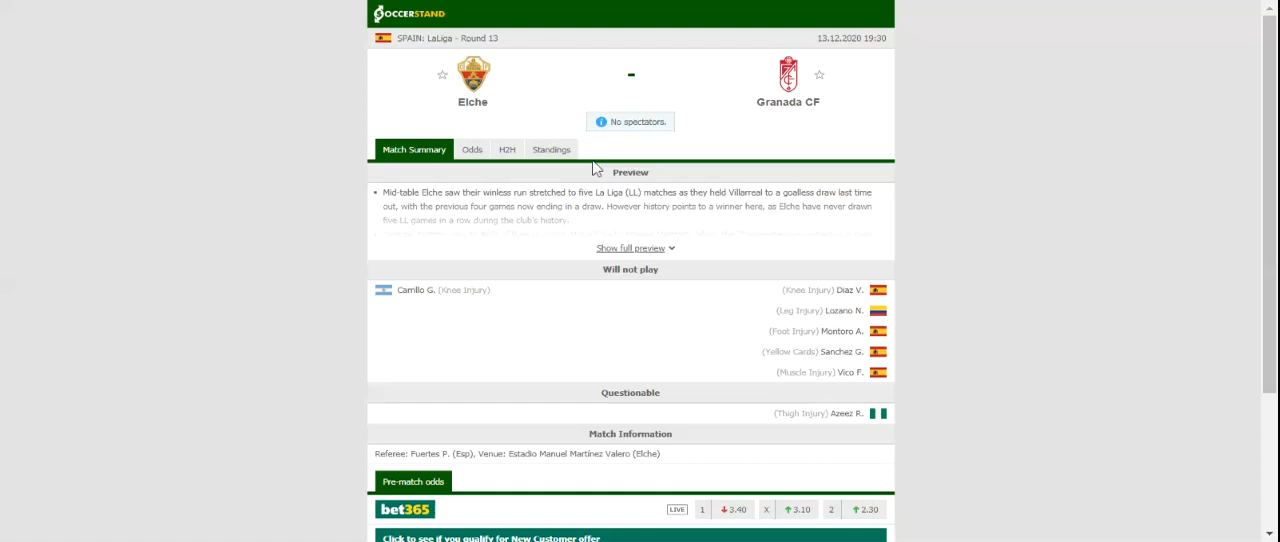 SOCCERSTAND
SPAIN: LaLiga - Round 13 13.12.2020 19:30
-
Elche Granada CF
No spectators.
Match Summary Odds H2H Standings
Preview
Mid-table Elche saw their winless run stretched to five La Liga (LL) matches as they held Villarreal to a goalless draw last time
out, with the previous four games now ending in a draw. However history points to a winner here, as Elche have never drawn
five LL games in a row during the club's history.
Show full preview
Will not play
Carrillo G. (Knee Injury) (Knee Injury) Diaz V.
(Leg Injury) Lozano N.
(Foot Injury) Montoro A.
(Yellow Cards) Sanchez G.
(Muscle Injury) Vico F.
Questionable
(Thigh Injury) Azeez R.
Match Information
Referee: Fuertes P. (Esp), Venue: Estadio Manuel Martínez Valero (Elche)
Pre-match odds
bet365 LIVE 1 3.40 X 3.10 2 2.30
Click to see if you qualify for New Customer offer